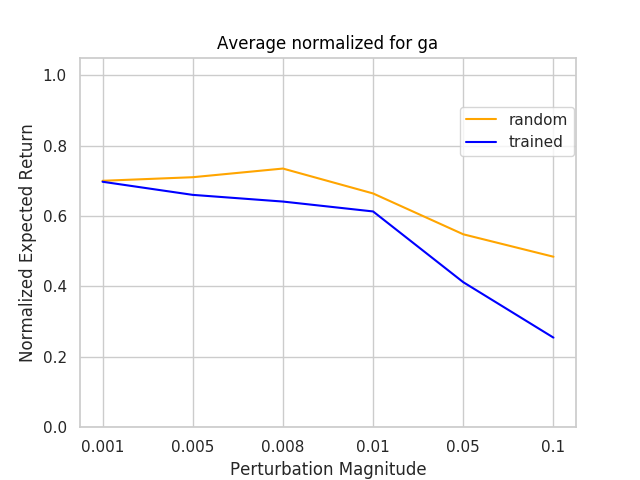 Average normalized for ga
1.0
0.8
0.6
0.4
0.2
0.0
Normalized Expected Return
random
trained
0.001 0.005 0.008 0.01 0.05 0.1
Perturbation Magnitude